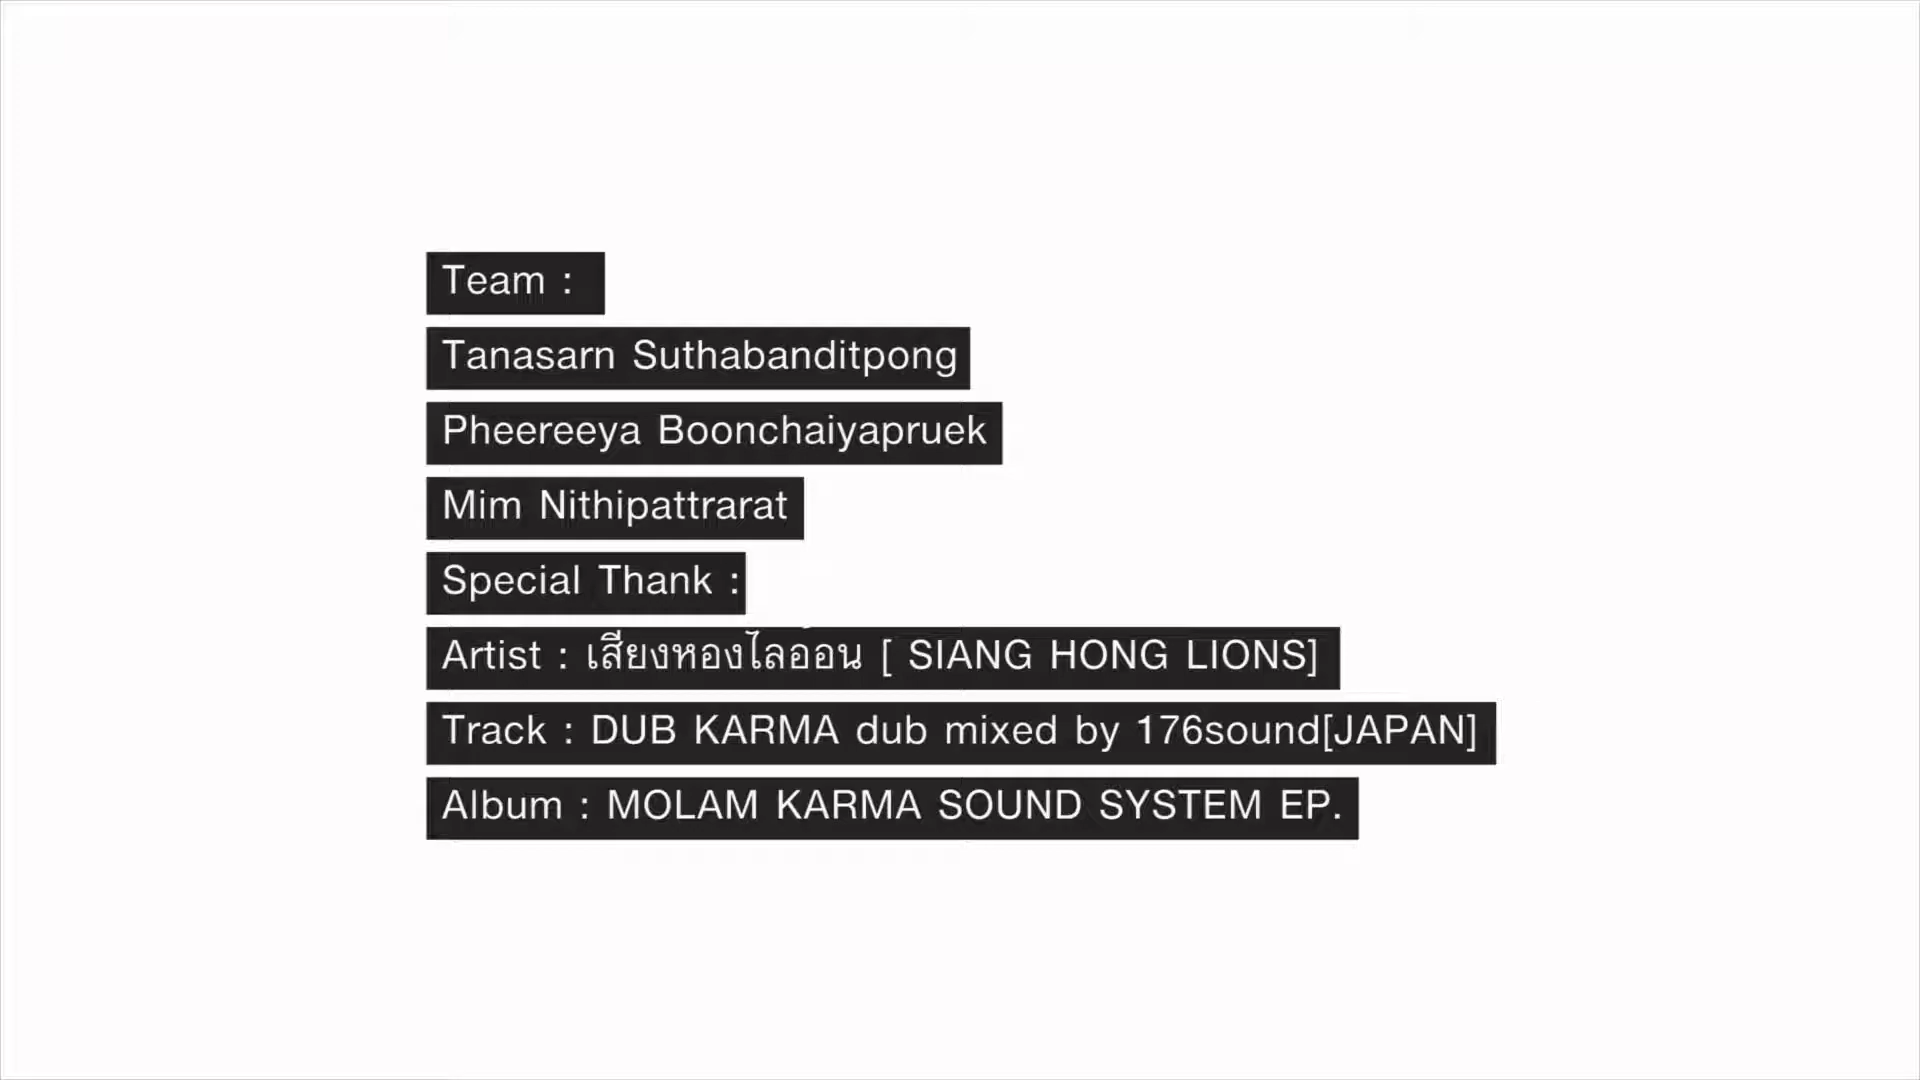 Team :
Tanasarn Suthabanditpong
Pheereeya Boonchaiyapruek
Mim Nithipattrarat
Special Thank :
Artist : เสียงหองไลออน [ SIANG HONG LIONS]
Track : DUB KARMA dub mixed by 176sound[JAPAN]
Album : MOLAM KARMA SOUND SYSTEM EP.